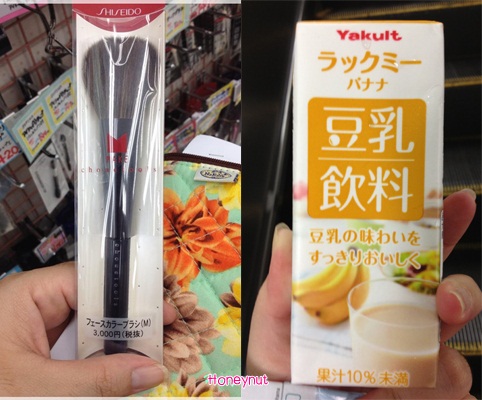 SHISEIDO
フェースカラーブラシ(M)
3,000円(税抜)
Yakult
ラックミー
バナナ
豆乳
飲料
豆乳の味わいを
すっきりおいしく
果汁10%未満
Honeynut